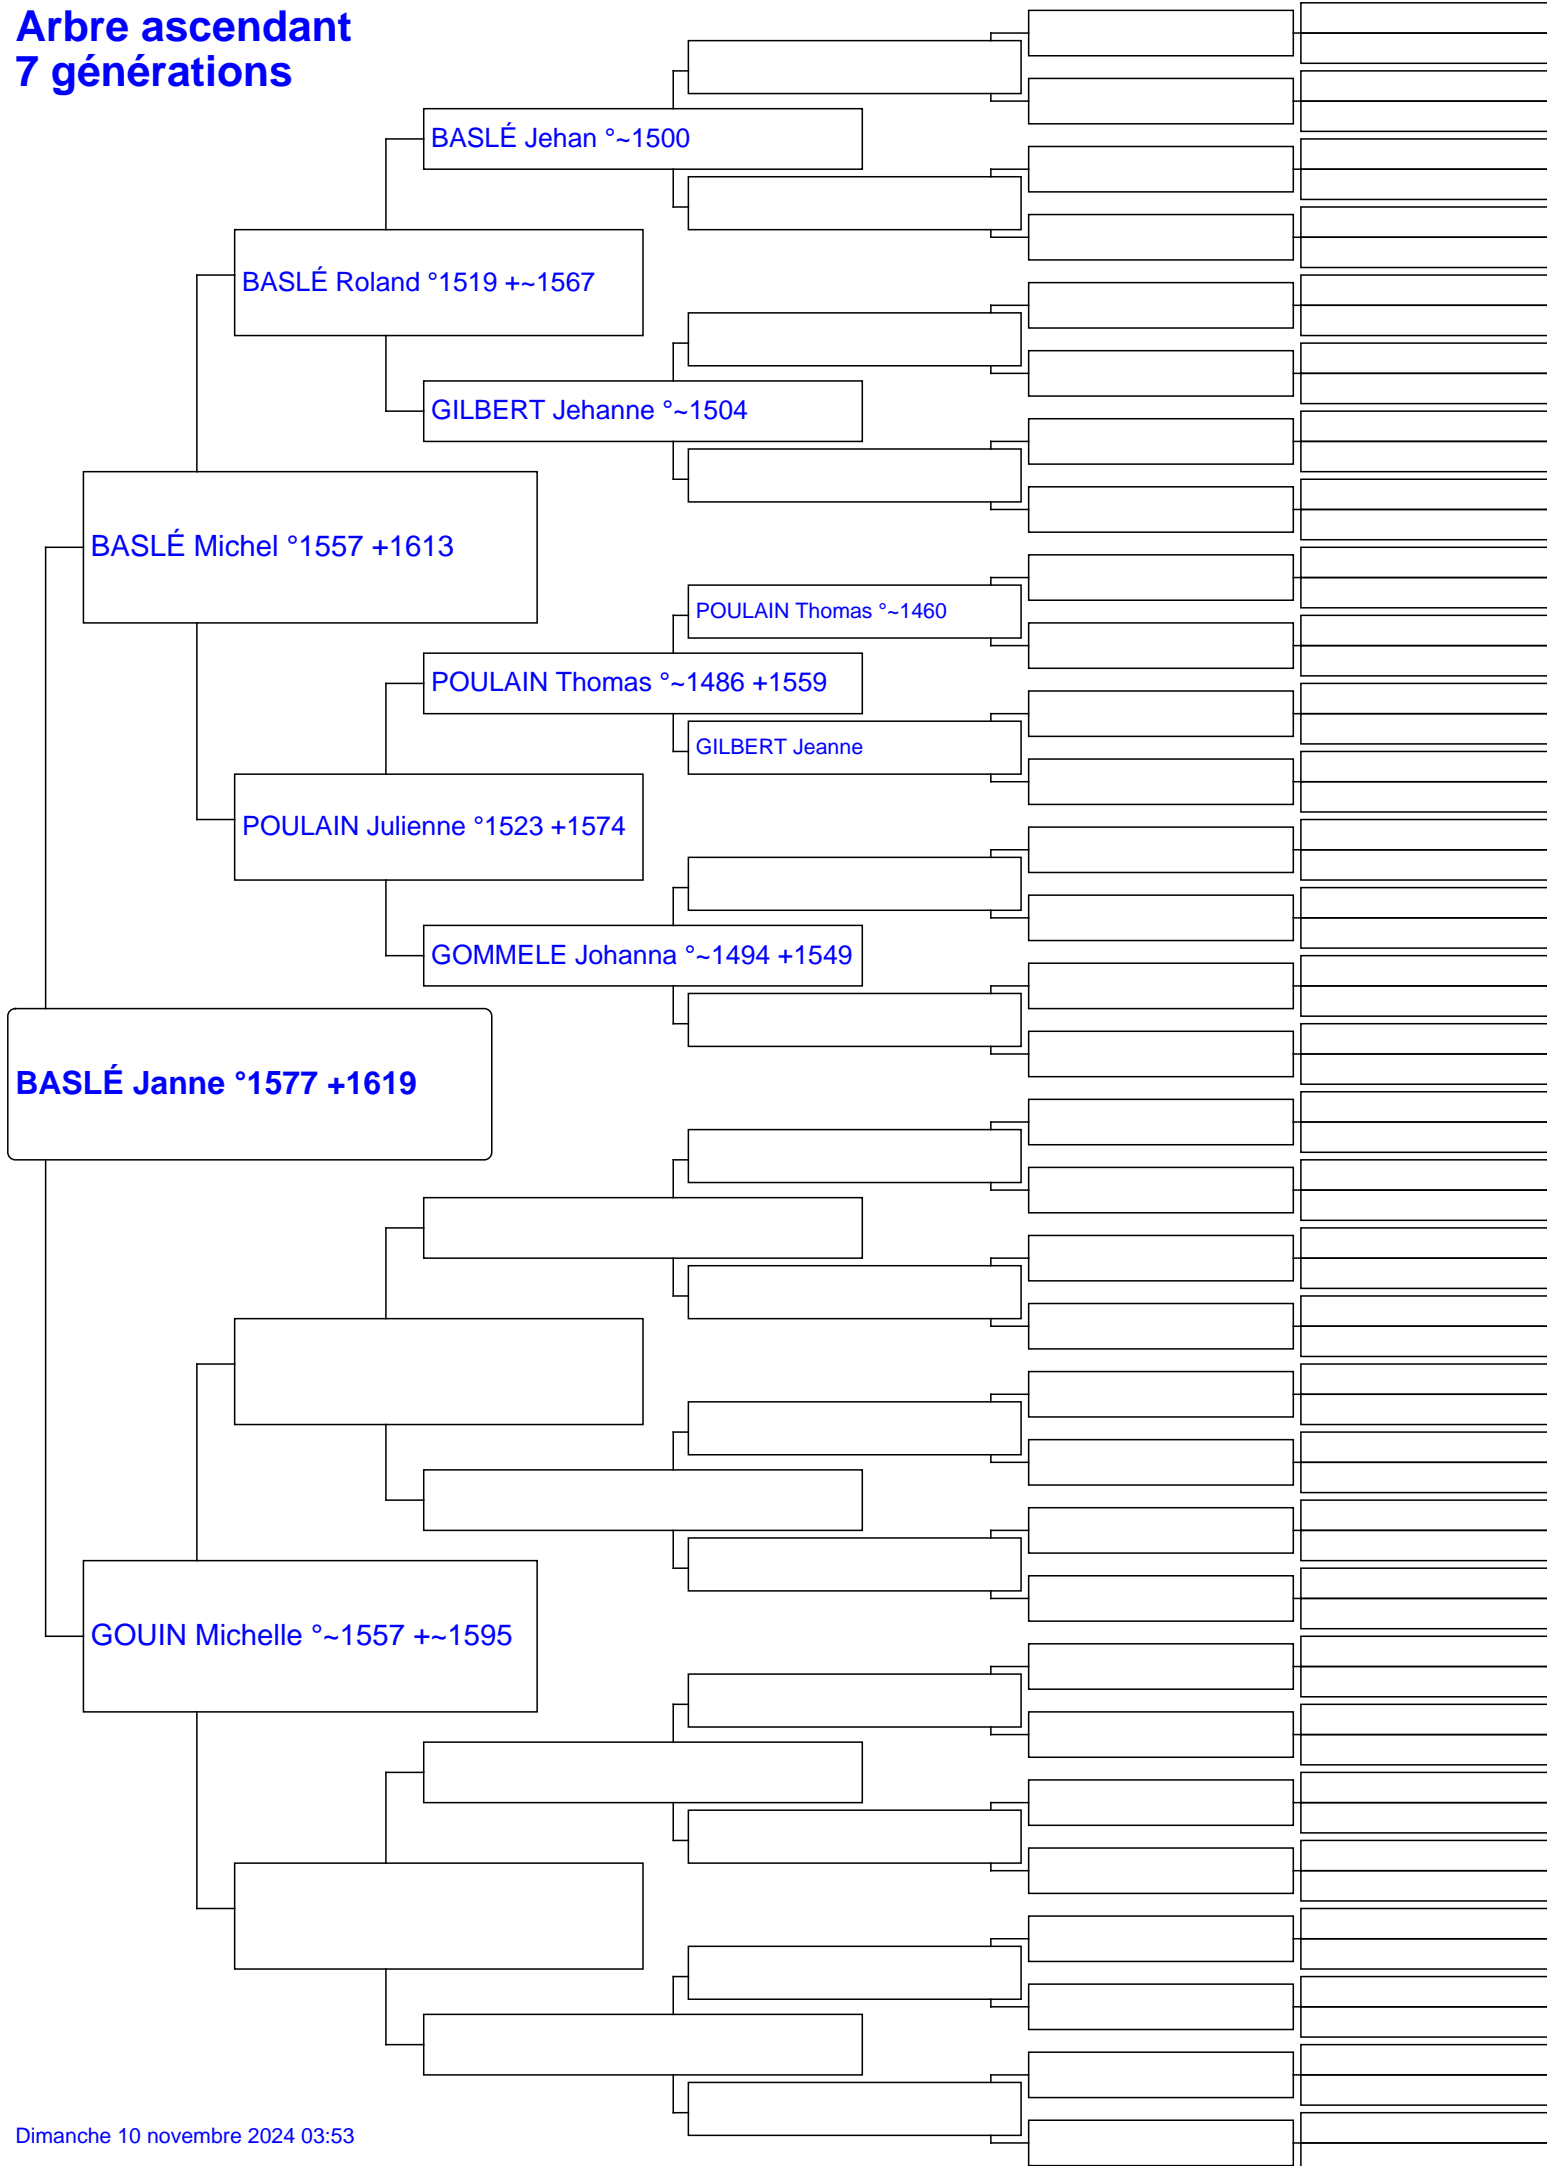 Arbre ascendant
7 générations
BASLÉ Jehan °~1500
BASLÉ Roland °1519 +~1567
GILBERT Jehanne °~1504
BASLÉ Michel °1557 +1613
POULAIN Thomas °~1460
POULAIN Thomas °~1486 +1559
GILBERT Jeanne
POULAIN Julienne °1523 +1574
GOMMELE Johanna °~1494 +1549
BASLÉ Janne °1577 +1619
GOUIN Michelle °~1557 +~1595
Dimanche 10 novembre 2024 03:53